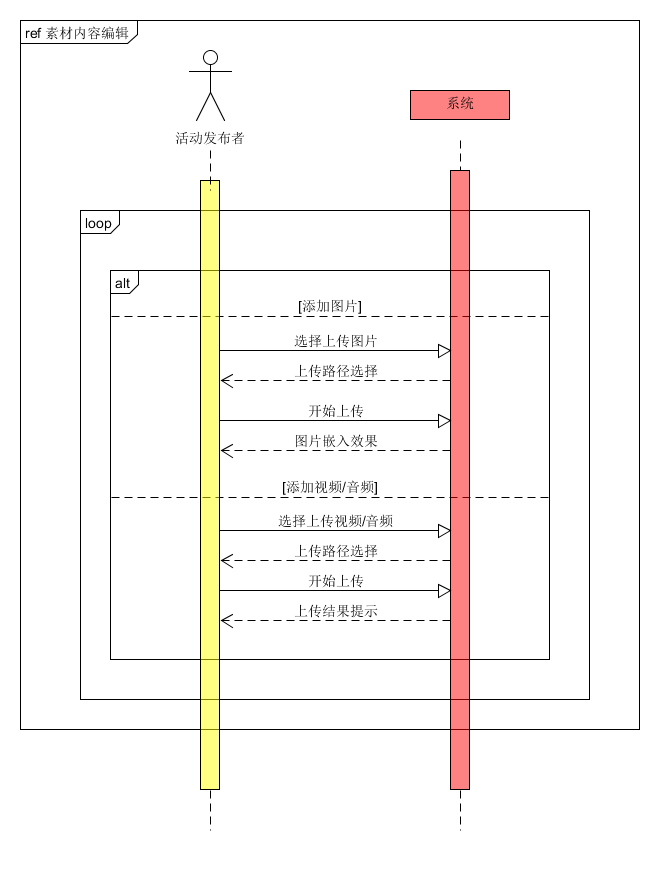 ref 素材内容编辑
活动发布者
系统
loop
alt
[添加图片]
选择上传图片
上传路径选择
开始上传
图片嵌入效果
[添加视频/音频]
选择上传视频/音频
上传路径选择
开始上传
上传结果提示